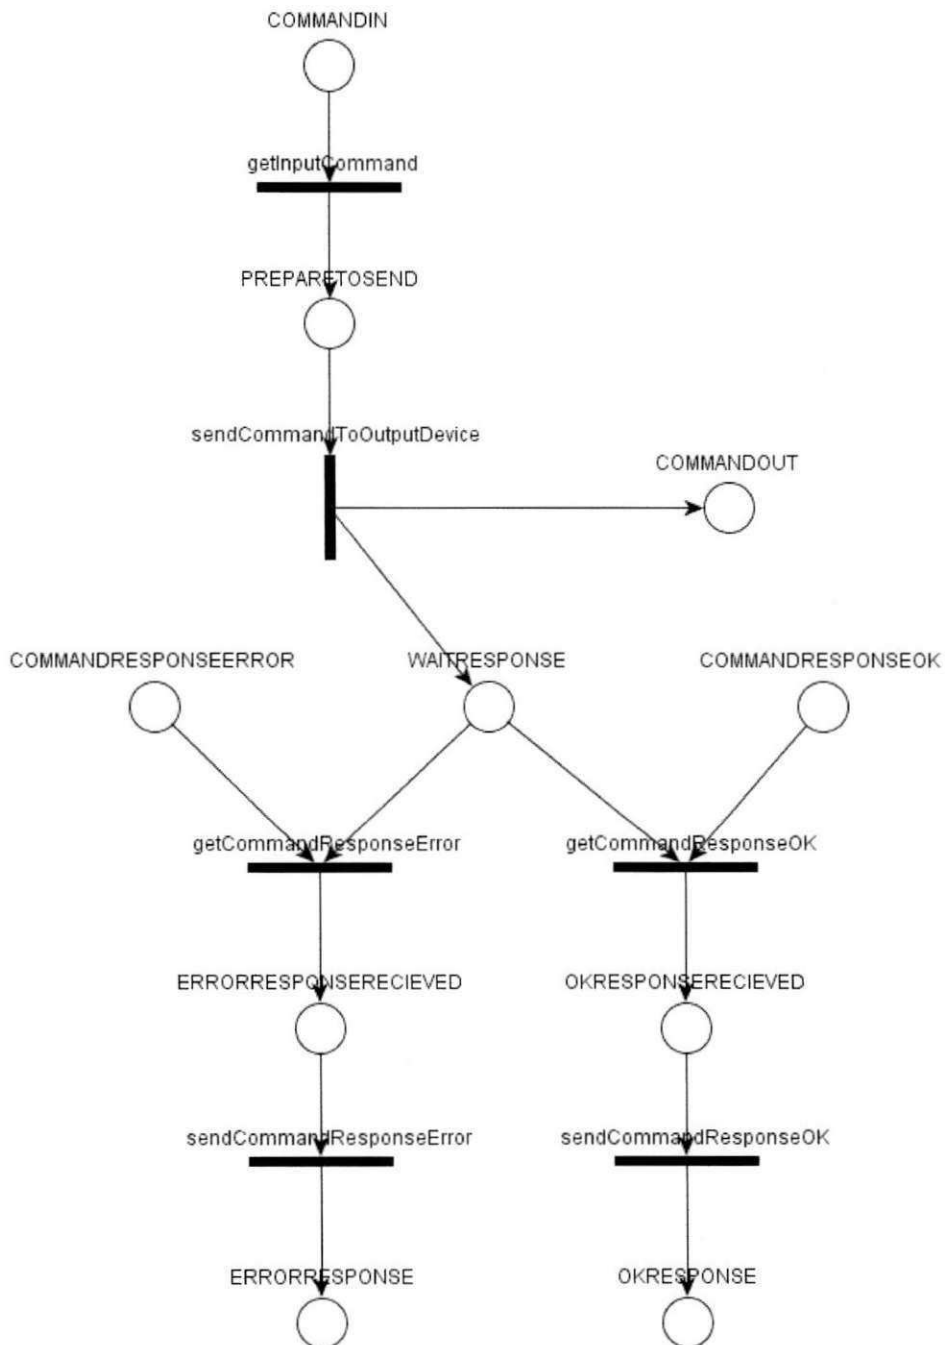 COMMANDIN
getInputCommand
PREPARETOSEND
sendCommandToOutputDevice
COMMANDOUT
COMMANDRESPONSEERROR
WAITRESPONSE
COMMANDRESPONSEOK
getCommandResponseError
getCommandResponseOK
ERRORRESPONSERECIEVED
OKRESPONSERECIEVED
sendCommandResponseError
sendCommandResponseOK
ERRORRESPONSE
OKRESPONSE